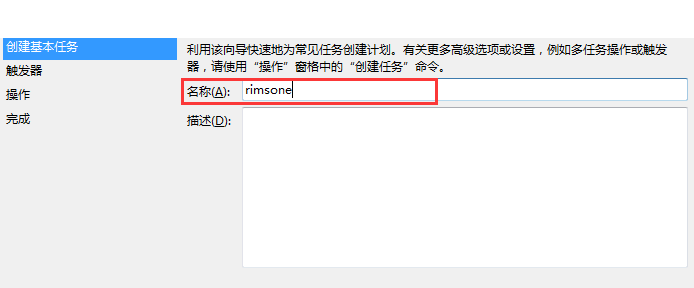 创建基本任务
触发器
操作
完成
利用该向导快速地为常见任务创建计划。有关更多高级选项或设置，例如多任务操作或触发
器，请使用“操作”窗格中的“创建任务”命令。
名称(A): rimsone
描述(D):